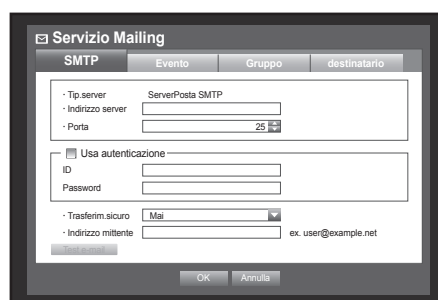 Servizio Mailing
SMTP Evento Gruppo destinatario
· Tip.server ServerPosta SMTP
· Indirizzo server
· Porta 25
Usa autenticazione
ID
Password
· Trasferim.sicuro Mai
· Indirizzo mittente ex. user@example.net
Test e-mail
OK Annulla